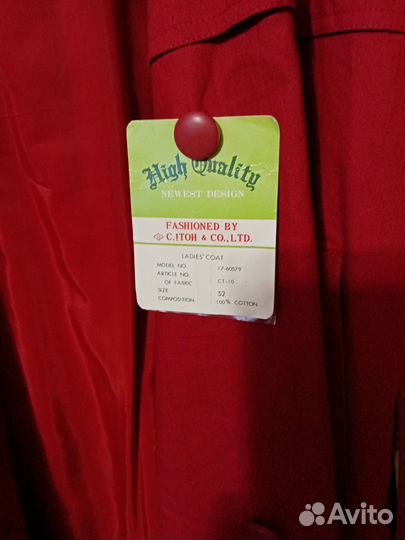 High Quality
NEWEST DESIGN
FASHIONED BY
C.ITOH & CO., LTD.
LADIES' COAT
MODEL NO. : 17-60579
ARTICLE NO.
OF FABRIC : CT-10
SIZE : 52
COMPOSITION : 100% COTTON
Avito